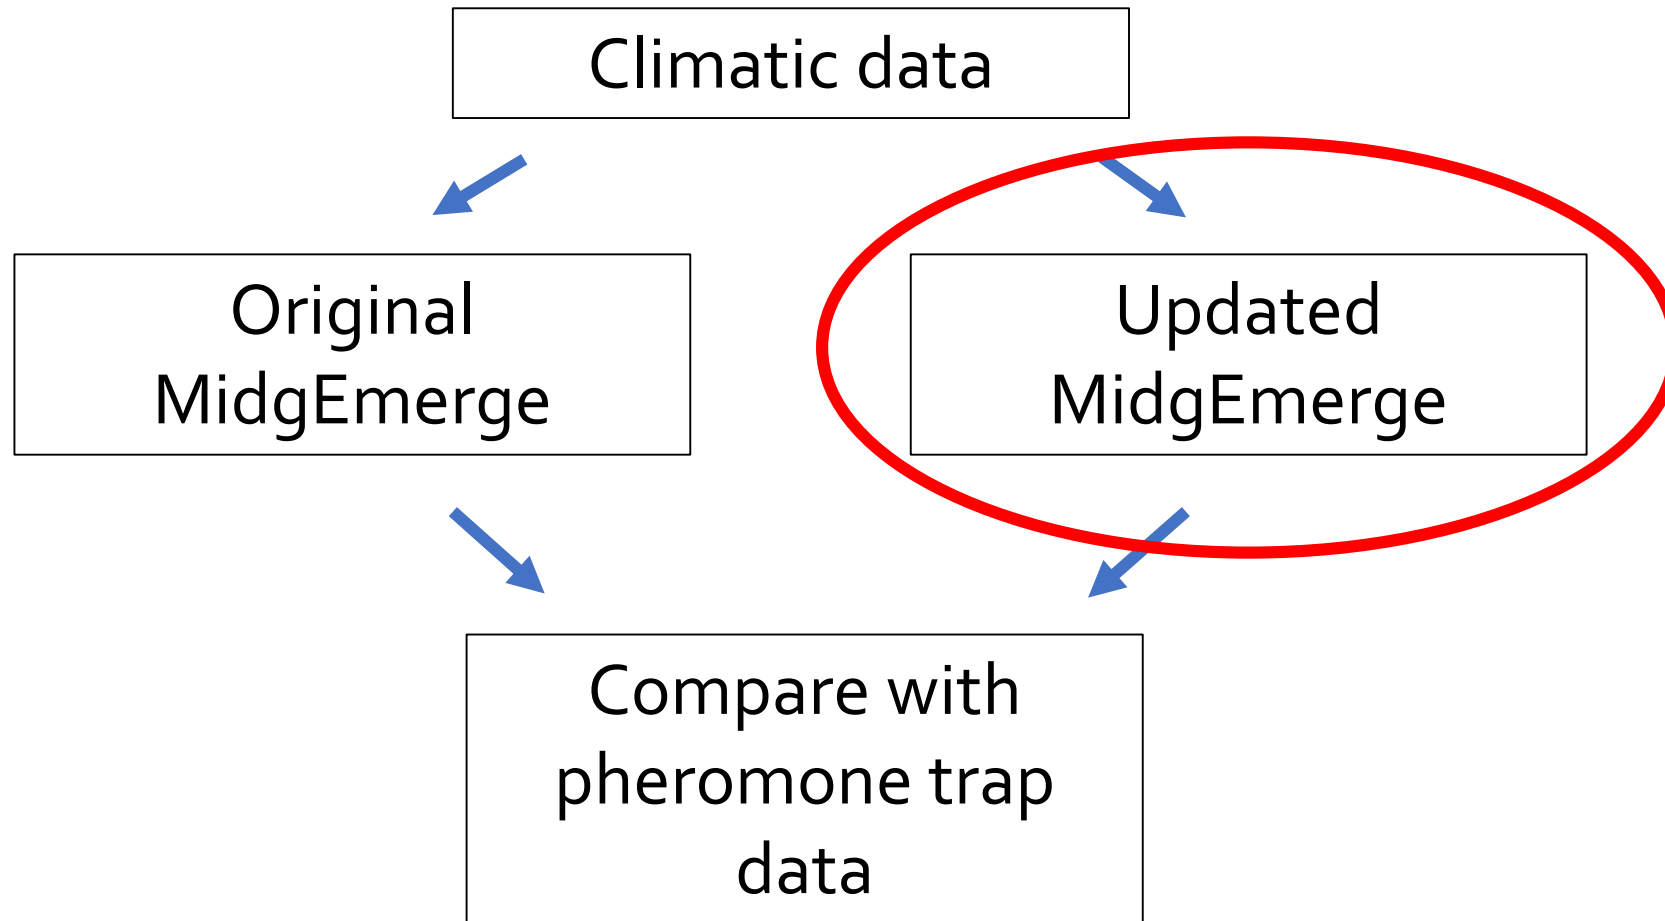 Climatic data
Original
MidgEmerge
Updated
MidgEmerge
Compare with
pheromone trap
data